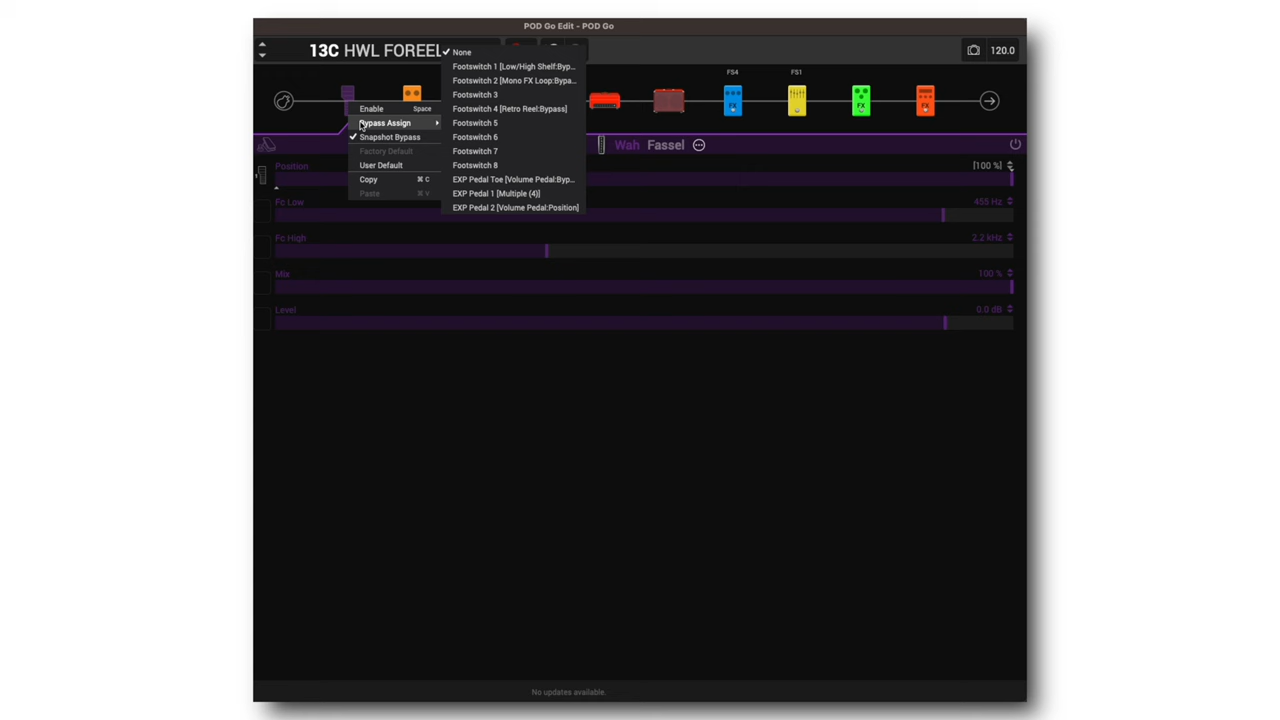 POD Go Edit - POD Go
13C HWL FOREEL
120.0
FS4
FS1
Enable Space
Bypass Assign
Snapshot Bypass
Factory Default
User Default
Copy ⌘ C
Paste ⌘ V
None
Footswitch 1 [Low/High Shelf:Byp...
Footswitch 2 [Mono FX Loop:Bypa...
Footswitch 3
Footswitch 4 [Retro Reel:Bypass]
Footswitch 5
Footswitch 6
Footswitch 7
Footswitch 8
EXP Pedal Toe [Volume Pedal:Byp...
EXP Pedal 1 [Multiple (4)]
EXP Pedal 2 [Volume Pedal:Position]
Wah Fassel
Position [100 %]
Fc Low 455 Hz
Fc High 2.2 kHz
Mix 100 %
Level 0.0 dB
FX FX FX FX
No updates available.